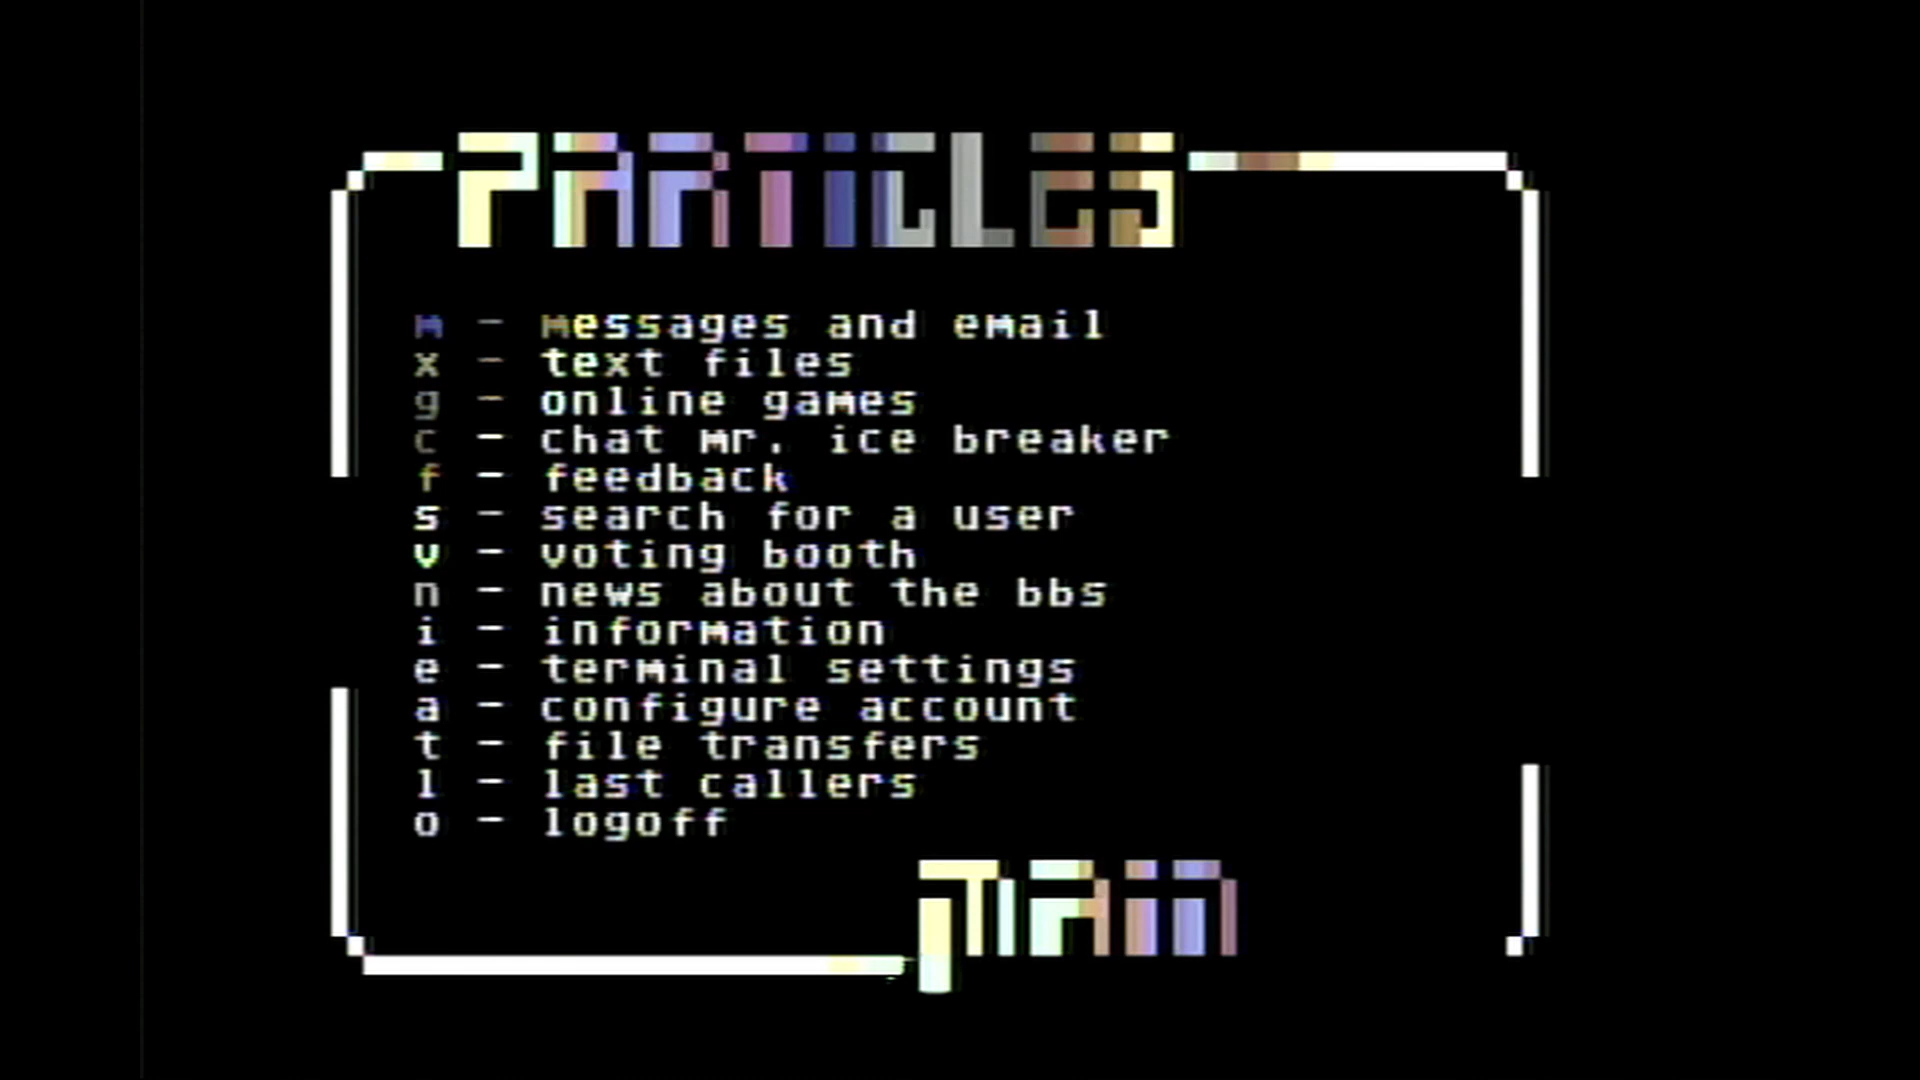 PARTICLES
m - messages and email
x - text files
g - online games
c - chat mr. ice breaker
f - feedback
s - search for a user
v - voting booth
n - news about the bbs
i - information
e - terminal settings
a - configure account
t - file transfers
l - last callers
o - logoff
MAin